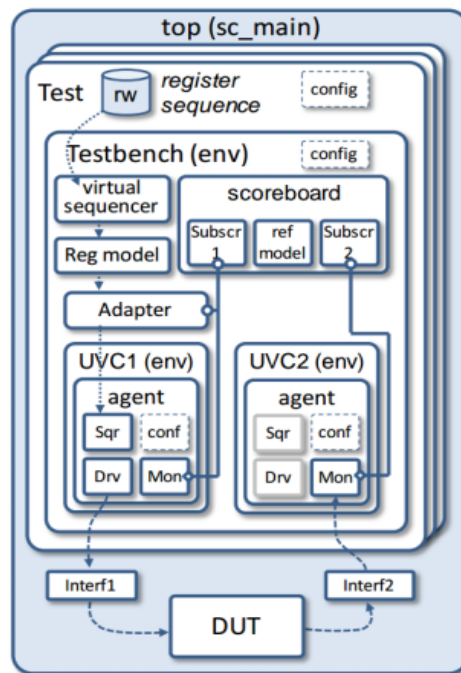 top (sc_main)
Test
rw
register
sequence
config
Testbench (env)
config
virtual
sequencer
scoreboard
Subscr
1
ref
model
Subscr
2
Reg model
Adapter
UVC1 (env)
agent
Sqr
conf
Drv
Mon
UVC2 (env)
agent
Sqr
conf
Drv
Mon
Interf1
Interf2
DUT